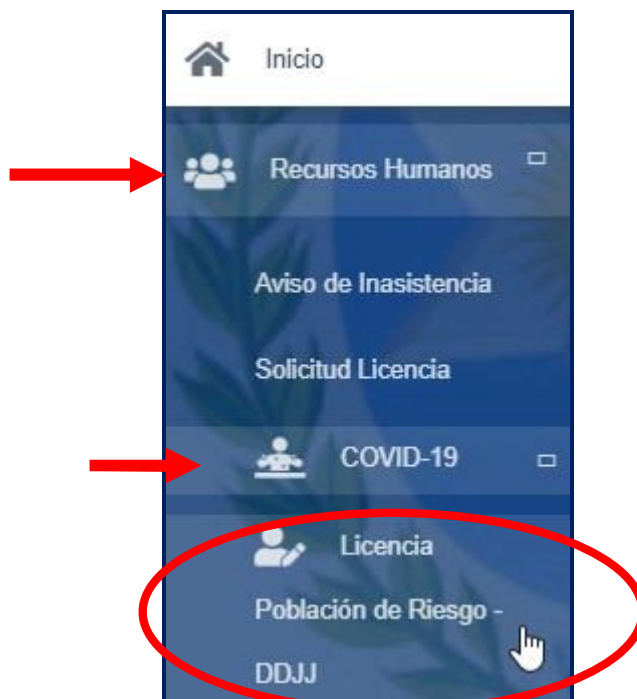 Inicio
Recursos Humanos
Aviso de Inasistencia
Solicitud Licencia
COVID-19
Licencia
Población de Riesgo -
DDJJ